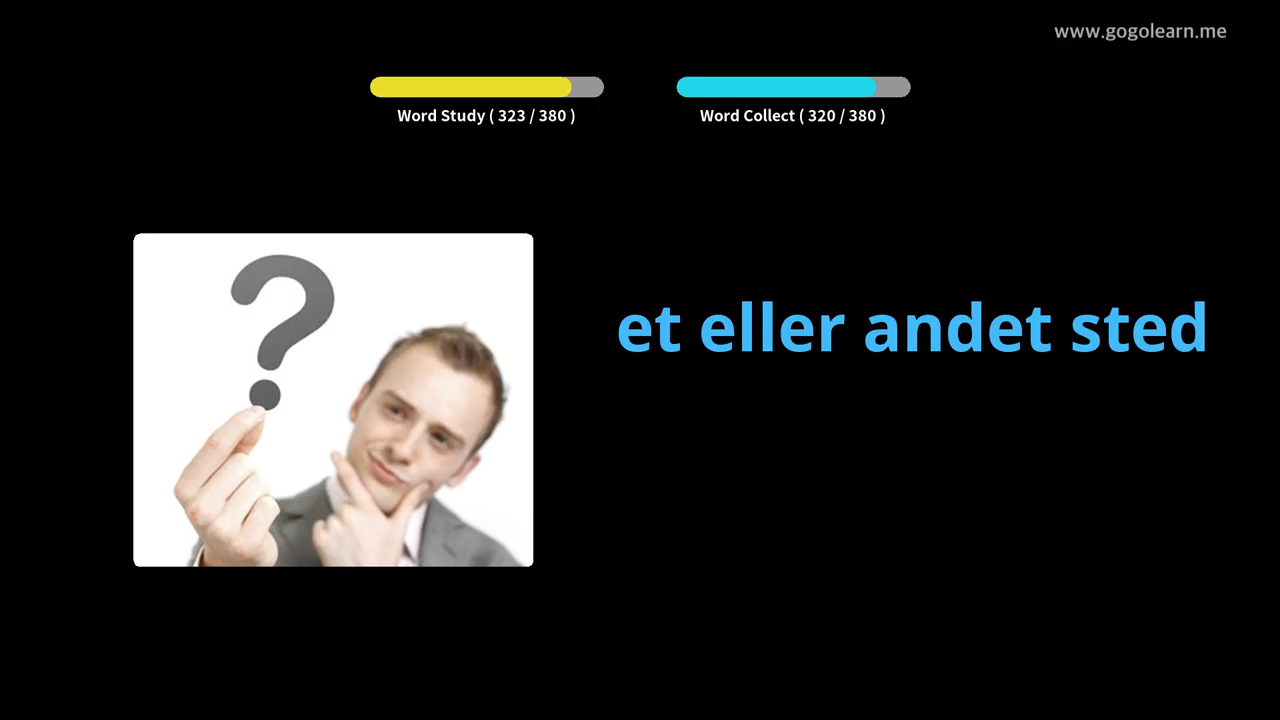 www.gogolearn.me
Word Study ( 323 / 380 )
Word Collect ( 320 / 380 )
?
et eller andet sted